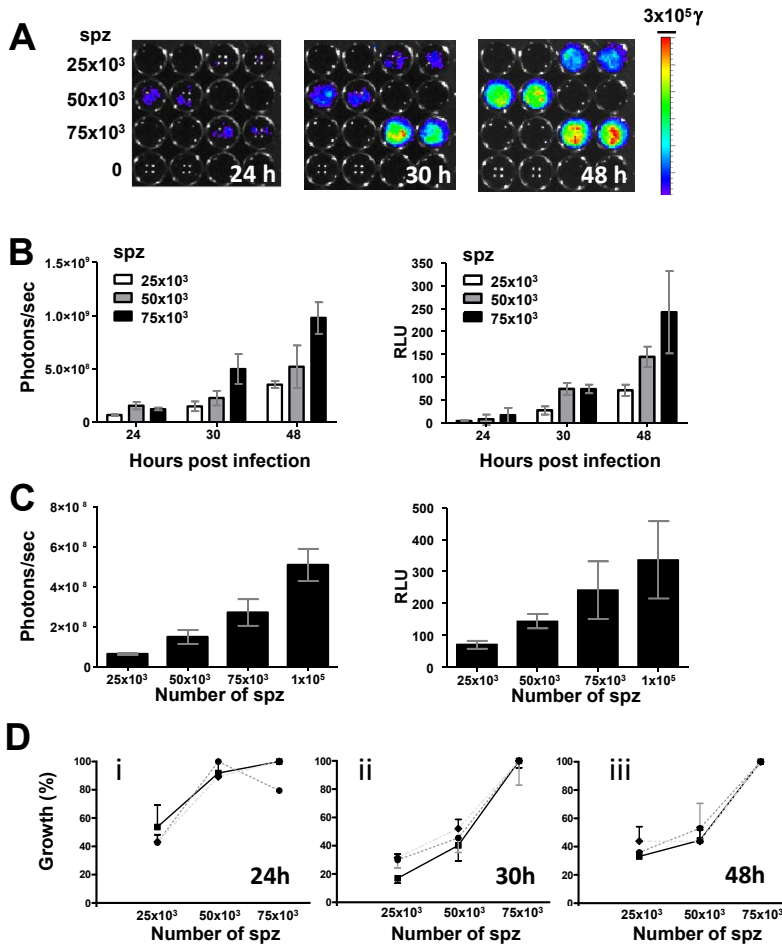 A
spz
25x10³
50x10³
75x10³
0
24 h
30 h
48 h
3x10⁵γ
B
Photons/sec
1.5×10⁹
1.0×10⁹
5.0×10⁸
0
spz
25x10³
50x10³
75x10³
24 30 48
Hours post infection
RLU
350
300
250
200
150
100
50
0
spz
25x10³
50x10³
75x10³
24 30 48
Hours post infection
C
Photons/sec
8×10⁸
6×10⁸
4×10⁸
2×10⁸
0
25x10³ 50x10³ 75x10³ 1x10⁵
Number of spz
RLU
500
400
300
200
100
0
25x10³ 50x10³ 75x10³ 1x10⁵
Number of spz
D
Growth (%)
100
80
60
40
20
0
i
24h
25x10³ 50x10³ 75x10³
Number of spz
100
80
60
40
20
0
ii
30h
25x10³ 50x10³ 75x10³
Number of spz
100
80
60
40
20
0
iii
48h
25x10³ 50x10³ 75x10³
Number of spz